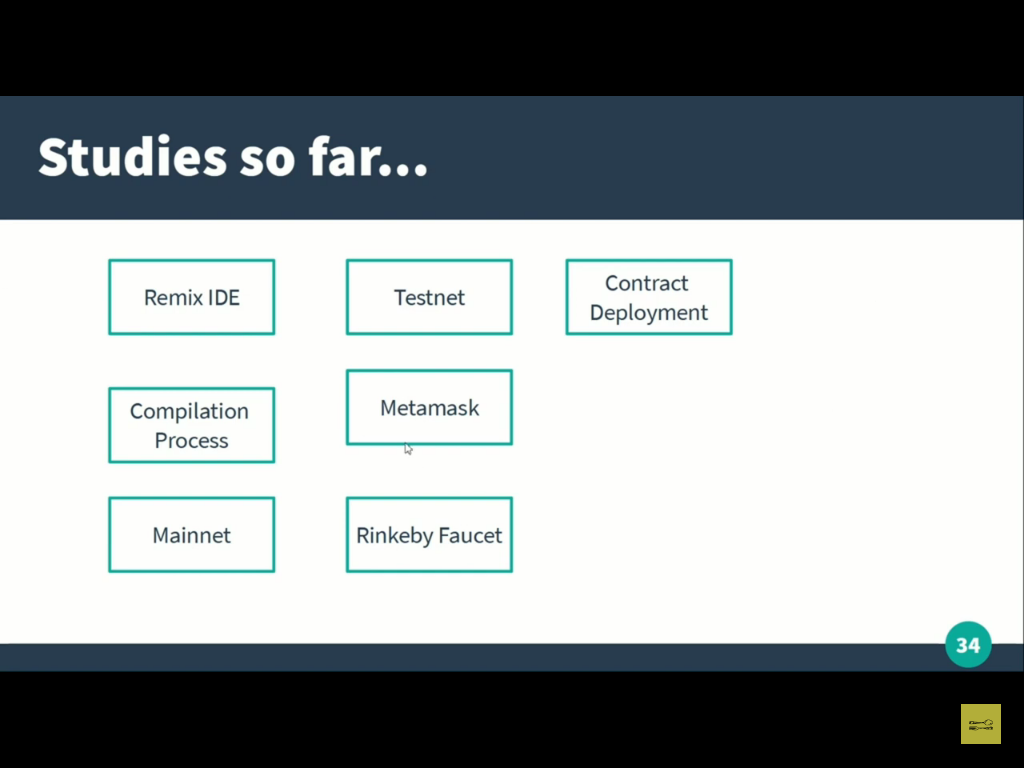 Studies so far...
Remix IDE
Testnet
Contract
Deployment
Compilation
Process
Metamask
Mainnet
Rinkeby Faucet
34